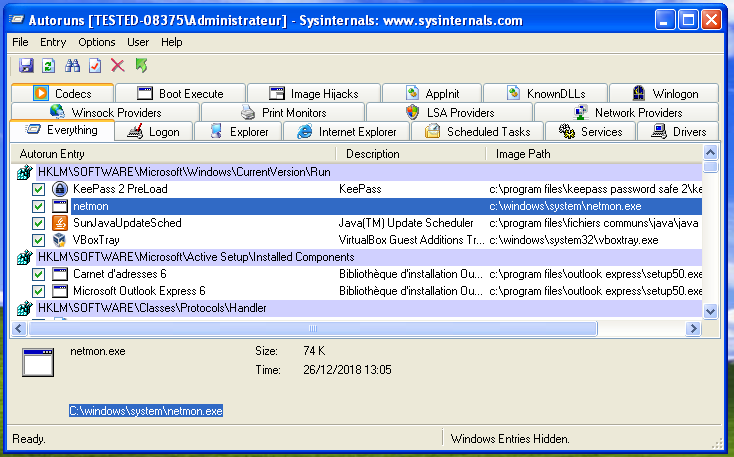 Autoruns [TESTED-08375\Administrateur] - Sysinternals: www.sysinternals.com
File Entry Options User Help
Codecs Boot Execute Image Hijacks AppInit KnownDLLs Winlogon
Winsock Providers Print Monitors LSA Providers Network Providers
Everything Logon Explorer Internet Explorer Scheduled Tasks Services Drivers
Autorun Entry Description Image Path
HKLM\SOFTWARE\Microsoft\Windows\CurrentVersion\Run
KeePass 2 PreLoad KeePass c:\program files\keepass password safe 2\ke
netmon c:\windows\system\netmon.exe
SunJavaUpdateSched Java(TM) Update Scheduler c:\program files\fichiers communs\java\java
VBoxTray VirtualBox Guest Additions Tr... c:\windows\system32\vboxtray.exe
HKLM\SOFTWARE\Microsoft\Active Setup\Installed Components
Carnet d'adresses 6 Bibliothèque d'installation Ou... c:\program files\outlook express\setup50.exe
Microsoft Outlook Express 6 Bibliothèque d'installation Ou... c:\program files\outlook express\setup50.exe
HKLM\SOFTWARE\Classes\Protocols\Handler
netmon.exe Size: 74 K
Time: 26/12/2018 13:05
C:\windows\system\netmon.exe
Ready. Windows Entries Hidden.